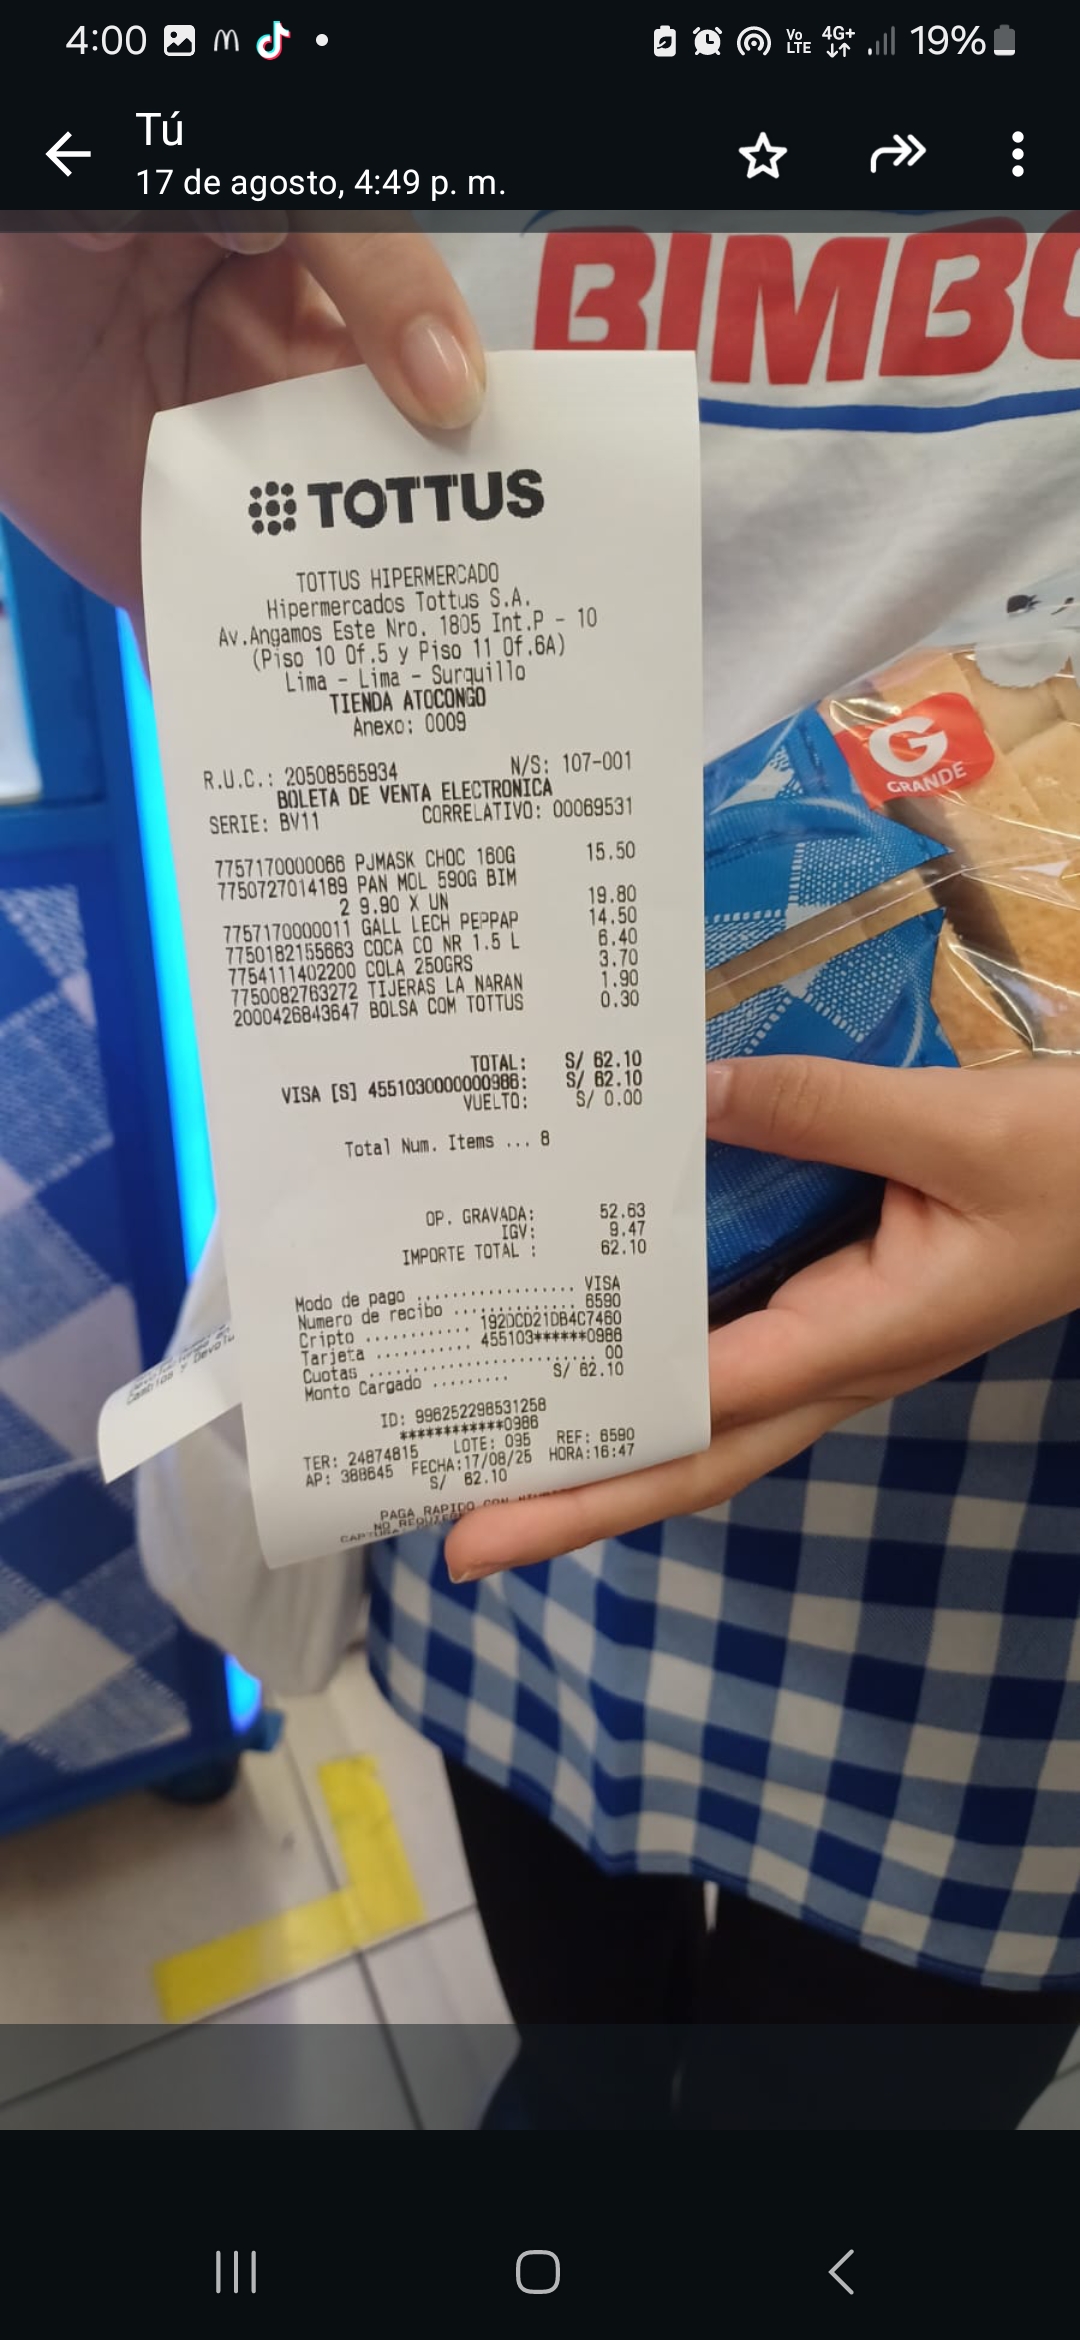 4:00
Vo LTE 4G+ 19%
Tú
17 de agosto, 4:49 p. m.
BIMBO
G
GRANDE
TOTTUS
TOTTUS HIPERMERCADO
Hipermercados Tottus S.A.
Av.Angamos Este Nro. 1805 Int.P - 10
(Piso 10 Of.5 y Piso 11 Of.6A)
Lima - Lima - Surquillo
TIENDA ATOCONGO
Anexo: 0009
R.U.C.: 20508565934 N/S: 107-001
BOLETA DE VENTA ELECTRONICA
SERIE: BV11 CORRELATIVO: 00069531
7757170000066 PJMASK CHOC 160G 15.50
7750727014189 PAN MOL 590G BIM
2 9.90 X UN 19.80
7757170000011 GALL LECH PEPPAP 14.50
7750182155663 COCA CO NR 1.5 L 6.40
7754111402200 COLA 250GRS 3.70
7750082763272 TIJERAS LA NARAN 1.90
2000426843647 BOLSA COM TOTTUS 0.30
TOTAL: S/ 62.10
VISA [S] 4551030000000986: S/ 62.10
VUELTO: S/ 0.00
Total Num. Items ... 8
OP. GRAVADA: 52.63
IGV: 9.47
IMPORTE TOTAL : 62.10
Modo de pago .................. VISA
Numero de recibo .............. 6590
Cripto ............ 192DCD21DB4C7460
Tarjeta ........... 455103******0986
Cuotas .......................... 00
Monto Cargado ......... S/ 62.10
ID: 996252298531258
************0986
TER: 24874815 LOTE: 095 REF: 6590
AP: 388645 FECHA:17/08/25 HORA:16:47
S/ 62.10
PAGA RAPIDO CON